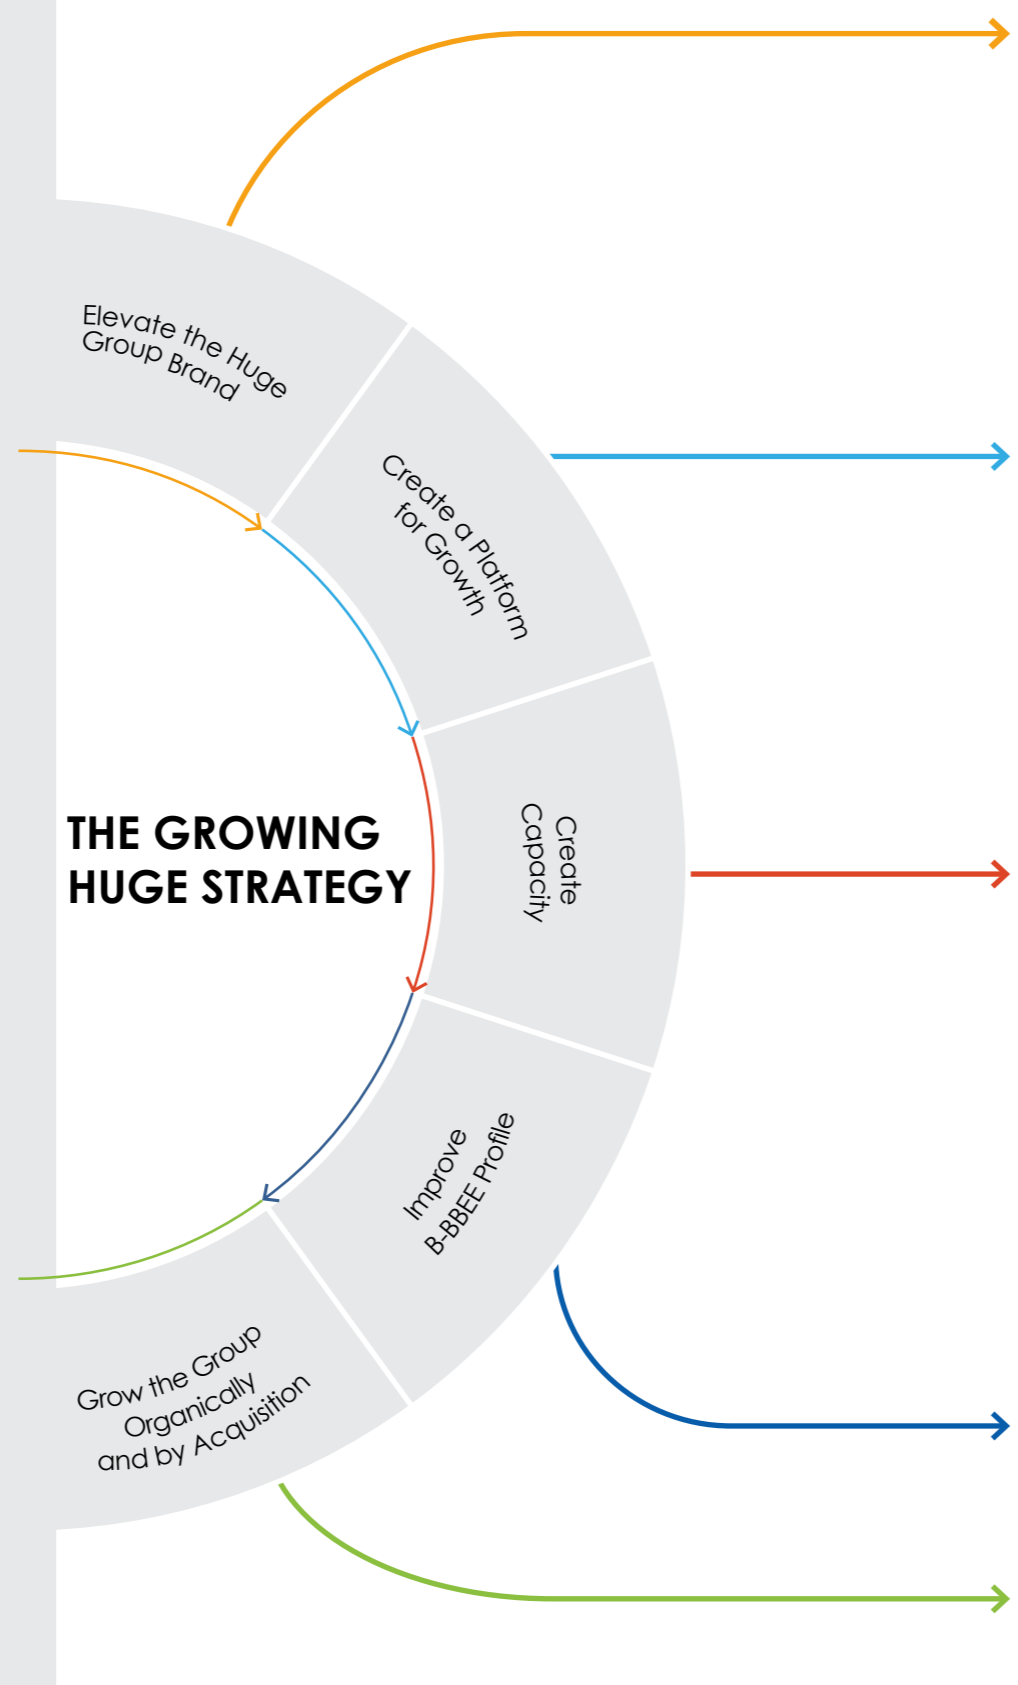 Elevate the Huge
Group Brand
Create a Platform
for Growth
THE GROWING
HUGE STRATEGY
Create
Capacity
Improve
B-BBEE Profile
Grow the Group
Organically
and by Acquisition